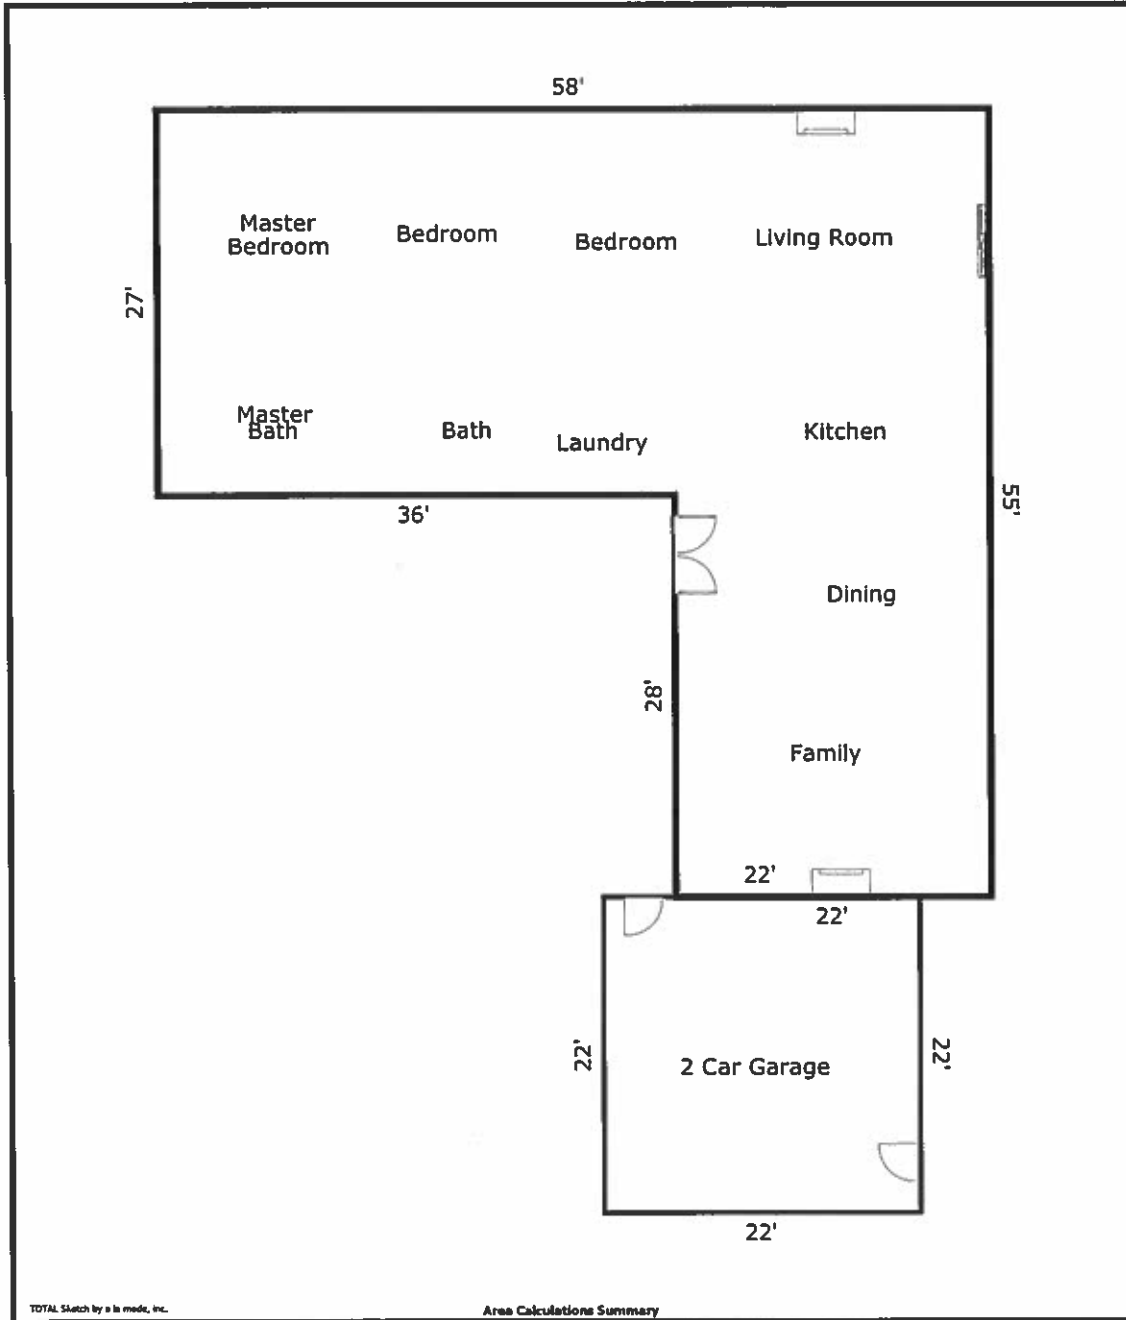 58'
Master
Bedroom
Bedroom
Bedroom
Living Room
27'
Master
Bath
Bath
Laundry
Kitchen
36'
55'
Dining
28'
Family
22'
22'
22'
2 Car Garage
22'
22'
TOTAL Sketch by a la mode, inc.
Area Calculations Summary